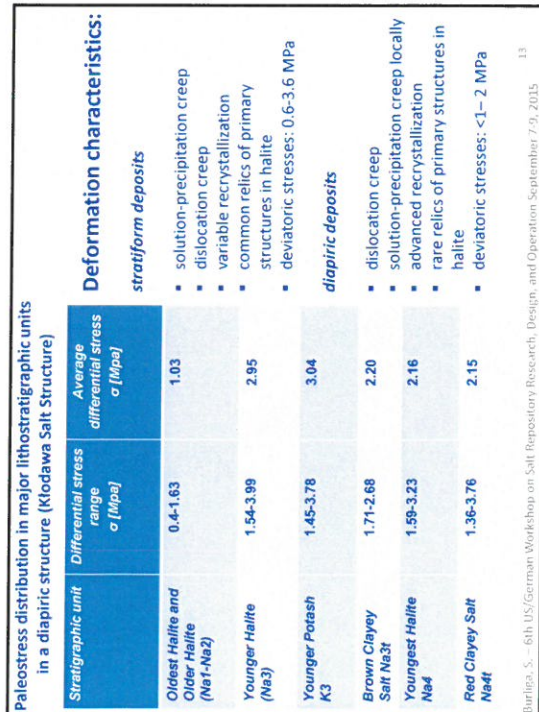 Paleostress distribution in major lithostratigraphic units
in a diapiric structure (Kłodawa Salt Structure)
Stratigraphic unit
Differential stress
range
σ [Mpa]
Average
differential stress
σ [Mpa]
Oldest Halite and
Older Halite
(Na1-Na2)
0.4-1.63
1.03
Younger Halite
(Na3)
1.54-3.99
2.95
Younger Potash
K3
1.45-3.78
3.04
Brown Clayey
Salt Na3t
1.71-2.68
2.20
Youngest Halite
Na4
1.59-3.23
2.16
Red Clayey Salt
Na4t
1.36-3.76
2.15
Deformation characteristics:
stratiform deposits
▪ solution-precipitation creep
▪ dislocation creep
▪ variable recrystallization
▪ common relics of primary
structures in halite
▪ deviatoric stresses: 0.6-3.6 MPa
diapiric deposits
▪ dislocation creep
▪ solution-precipitation creep locally
▪ advanced recrystallization
▪ rare relics of primary structures in
halite
▪ deviatoric stresses: <1– 2 MPa
Burliga, S. – 6th US/German Workshop on Salt Repository Research, Design, and Operation September 7-9, 2015
13